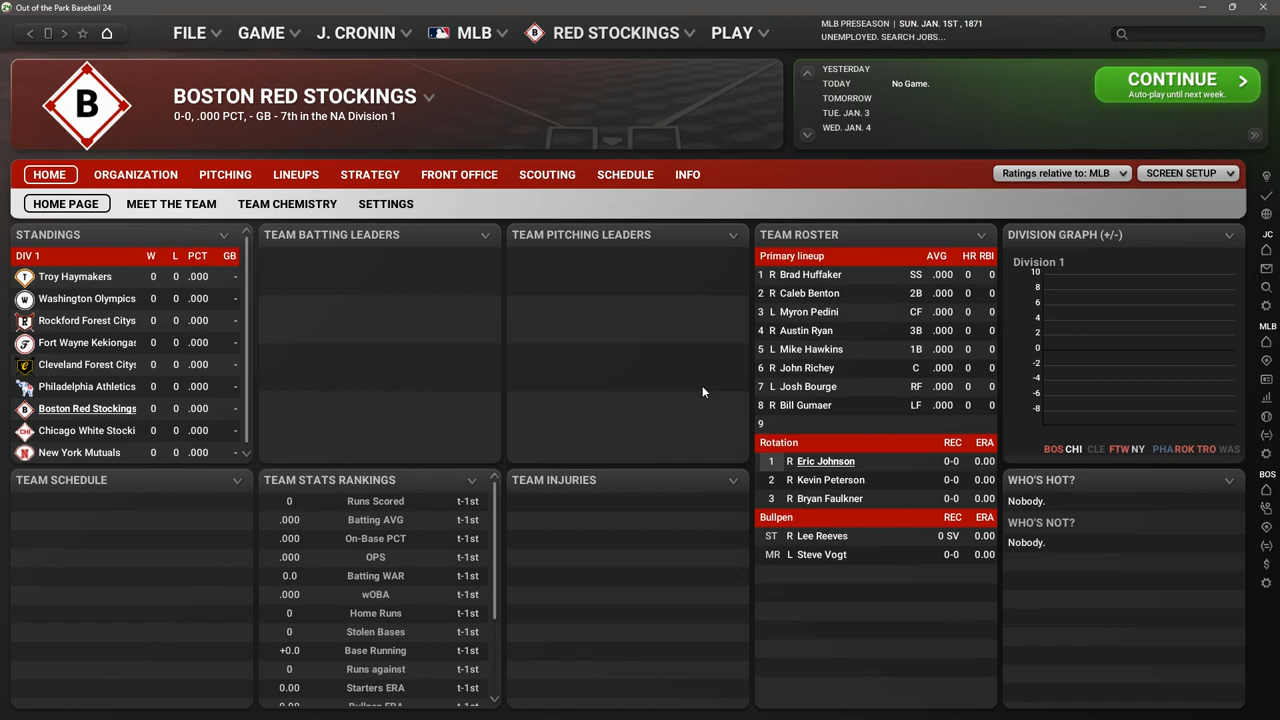 Out of the Park Baseball 24
FILE
GAME
J. CRONIN
MLB
RED STOCKINGS
PLAY
MLB PRESEASON | SUN. JAN. 1ST , 1871
UNEMPLOYED. SEARCH JOBS...
B
BOSTON RED STOCKINGS
0-0, .000 PCT, - GB - 7th in the NA Division 1
YESTERDAY
TODAY No Game.
TOMORROW
TUE. JAN. 3
WED. JAN. 4
CONTINUE
Auto-play until next week.
HOME
ORGANIZATION
PITCHING
LINEUPS
STRATEGY
FRONT OFFICE
SCOUTING
SCHEDULE
INFO
Ratings relative to: MLB
SCREEN SETUP
HOME PAGE
MEET THE TEAM
TEAM CHEMISTRY
SETTINGS
STANDINGS
DIV 1 W L PCT GB
Troy Haymakers 0 0 .000 -
Washington Olympics 0 0 .000 -
Rockford Forest Citys 0 0 .000 -
Fort Wayne Kekiongas 0 0 .000 -
Cleveland Forest Citys 0 0 .000 -
Philadelphia Athletics 0 0 .000 -
Boston Red Stockings 0 0 .000 -
Chicago White Stocki 0 0 .000 -
New York Mutuals 0 0 .000 -
TEAM BATTING LEADERS
TEAM PITCHING LEADERS
TEAM ROSTER
Primary lineup AVG HR RBI
1 R Brad Huffaker SS .000 0 0
2 R Caleb Benton 2B .000 0 0
3 L Myron Pedini CF .000 0 0
4 R Austin Ryan 3B .000 0 0
5 L Mike Hawkins 1B .000 0 0
6 R John Richey C .000 0 0
7 L Josh Bourge RF .000 0 0
8 R Bill Gumaer LF .000 0 0
9
Rotation REC ERA
1 R Eric Johnson 0-0 0.00
2 R Kevin Peterson 0-0 0.00
3 R Bryan Faulkner 0-0 0.00
Bullpen REC ERA
ST R Lee Reeves 0 SV 0.00
MR L Steve Vogt 0-0 0.00
DIVISION GRAPH (+/-)
Division 1
10
8
6
4
2
0
-2
-4
-6
-8
BOS CHI CLE FTW NY PHA ROK TRO WAS
TEAM SCHEDULE
TEAM STATS RANKINGS
0 Runs Scored t-1st
.000 Batting AVG t-1st
.000 On-Base PCT t-1st
.000 OPS t-1st
0.0 Batting WAR t-1st
.000 wOBA t-1st
0 Home Runs t-1st
0 Stolen Bases t-1st
+0.0 Base Running t-1st
0 Runs against t-1st
0.00 Starters ERA t-1st
0.00 Bullpen ERA t-1st
TEAM INJURIES
WHO'S HOT?
Nobody.
WHO'S NOT?
Nobody.
JC
MLB
BOS